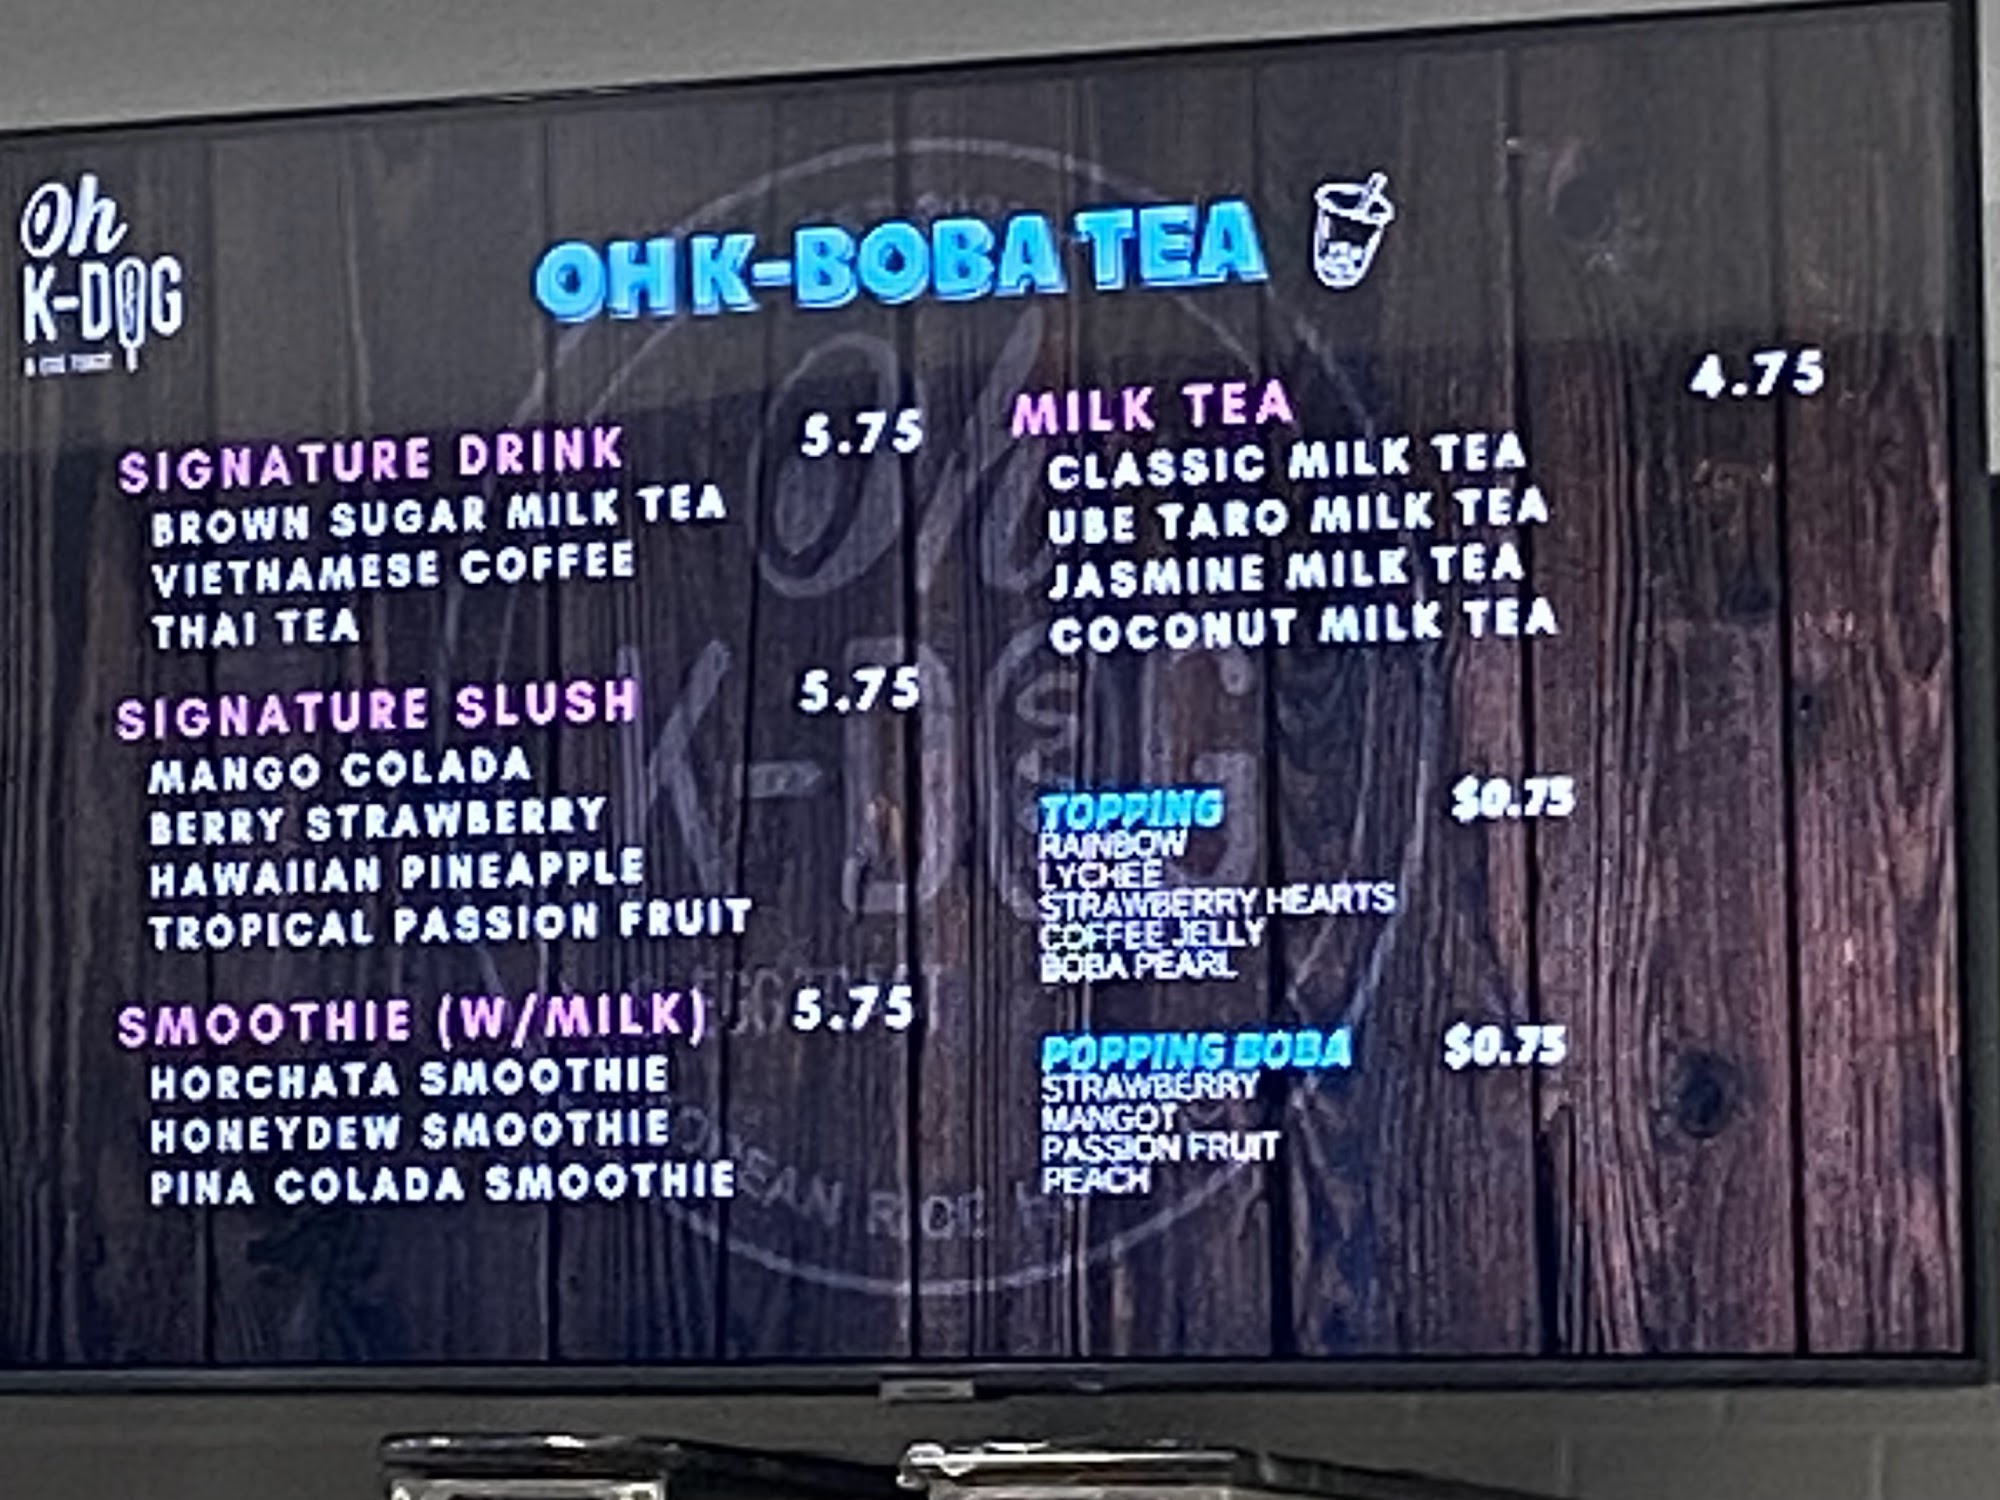 Oh
K-DOG
OH K-BOBA TEA
SIGNATURE DRINK 5.75
BROWN SUGAR MILK TEA
VIETNAMESE COFFEE
THAI TEA
SIGNATURE SLUSH 5.75
MANGO COLADA
BERRY STRAWBERRY
HAWAIIAN PINEAPPLE
TROPICAL PASSION FRUIT
SMOOTHIE (W/MILK) 5.75
HORCHATA SMOOTHIE
HONEYDEW SMOOTHIE
PINA COLADA SMOOTHIE
MILK TEA 4.75
CLASSIC MILK TEA
UBE TARO MILK TEA
JASMINE MILK TEA
COCONUT MILK TEA
TOPPING $0.75
RAINBOW
LYCHEE
STRAWBERRY HEARTS
COFFEE JELLY
BOBA PEARL
POPPING BOBA $0.75
STRAWBERRY
MANGOT
PASSION FRUIT
PEACH
Oh
K-DOG